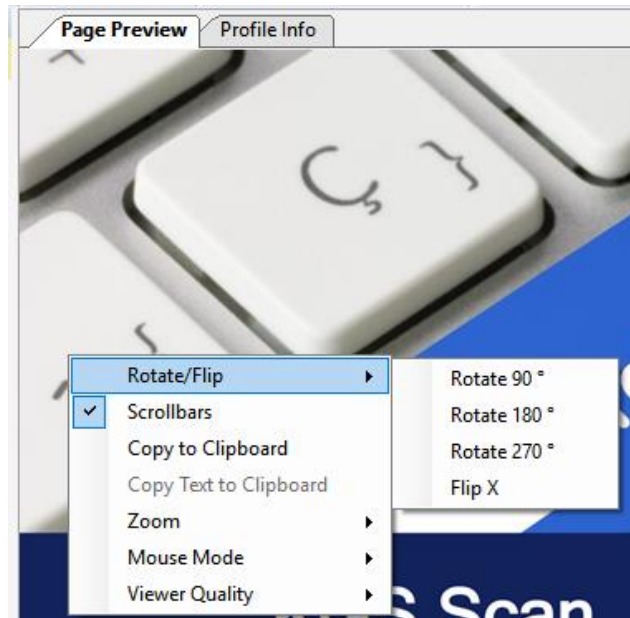 Page Preview
Profile Info
Ç }
Rotate/Flip
Scrollbars
Copy to Clipboard
Copy Text to Clipboard
Zoom
Mouse Mode
Viewer Quality
Rotate 90 °
Rotate 180 °
Rotate 270 °
Flip X
Scan